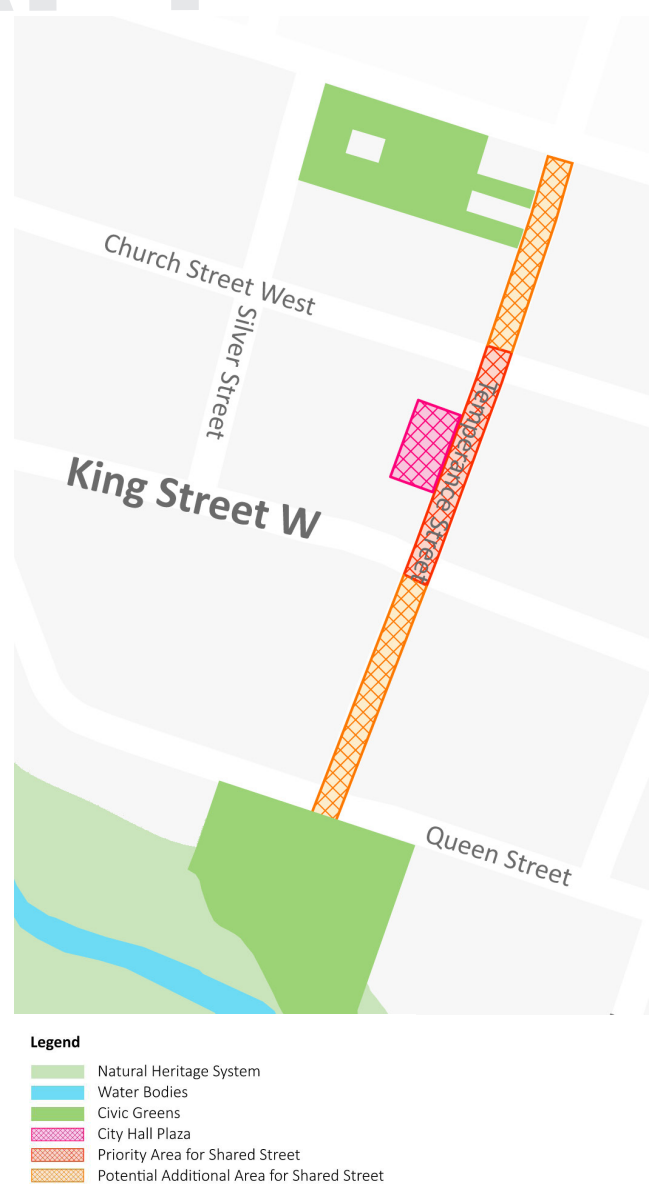 Church Street West
Silver Street
Temperance Street
King Street W
Queen Street
Legend
Natural Heritage System
Water Bodies
Civic Greens
City Hall Plaza
Priority Area for Shared Street
Potential Additional Area for Shared Street